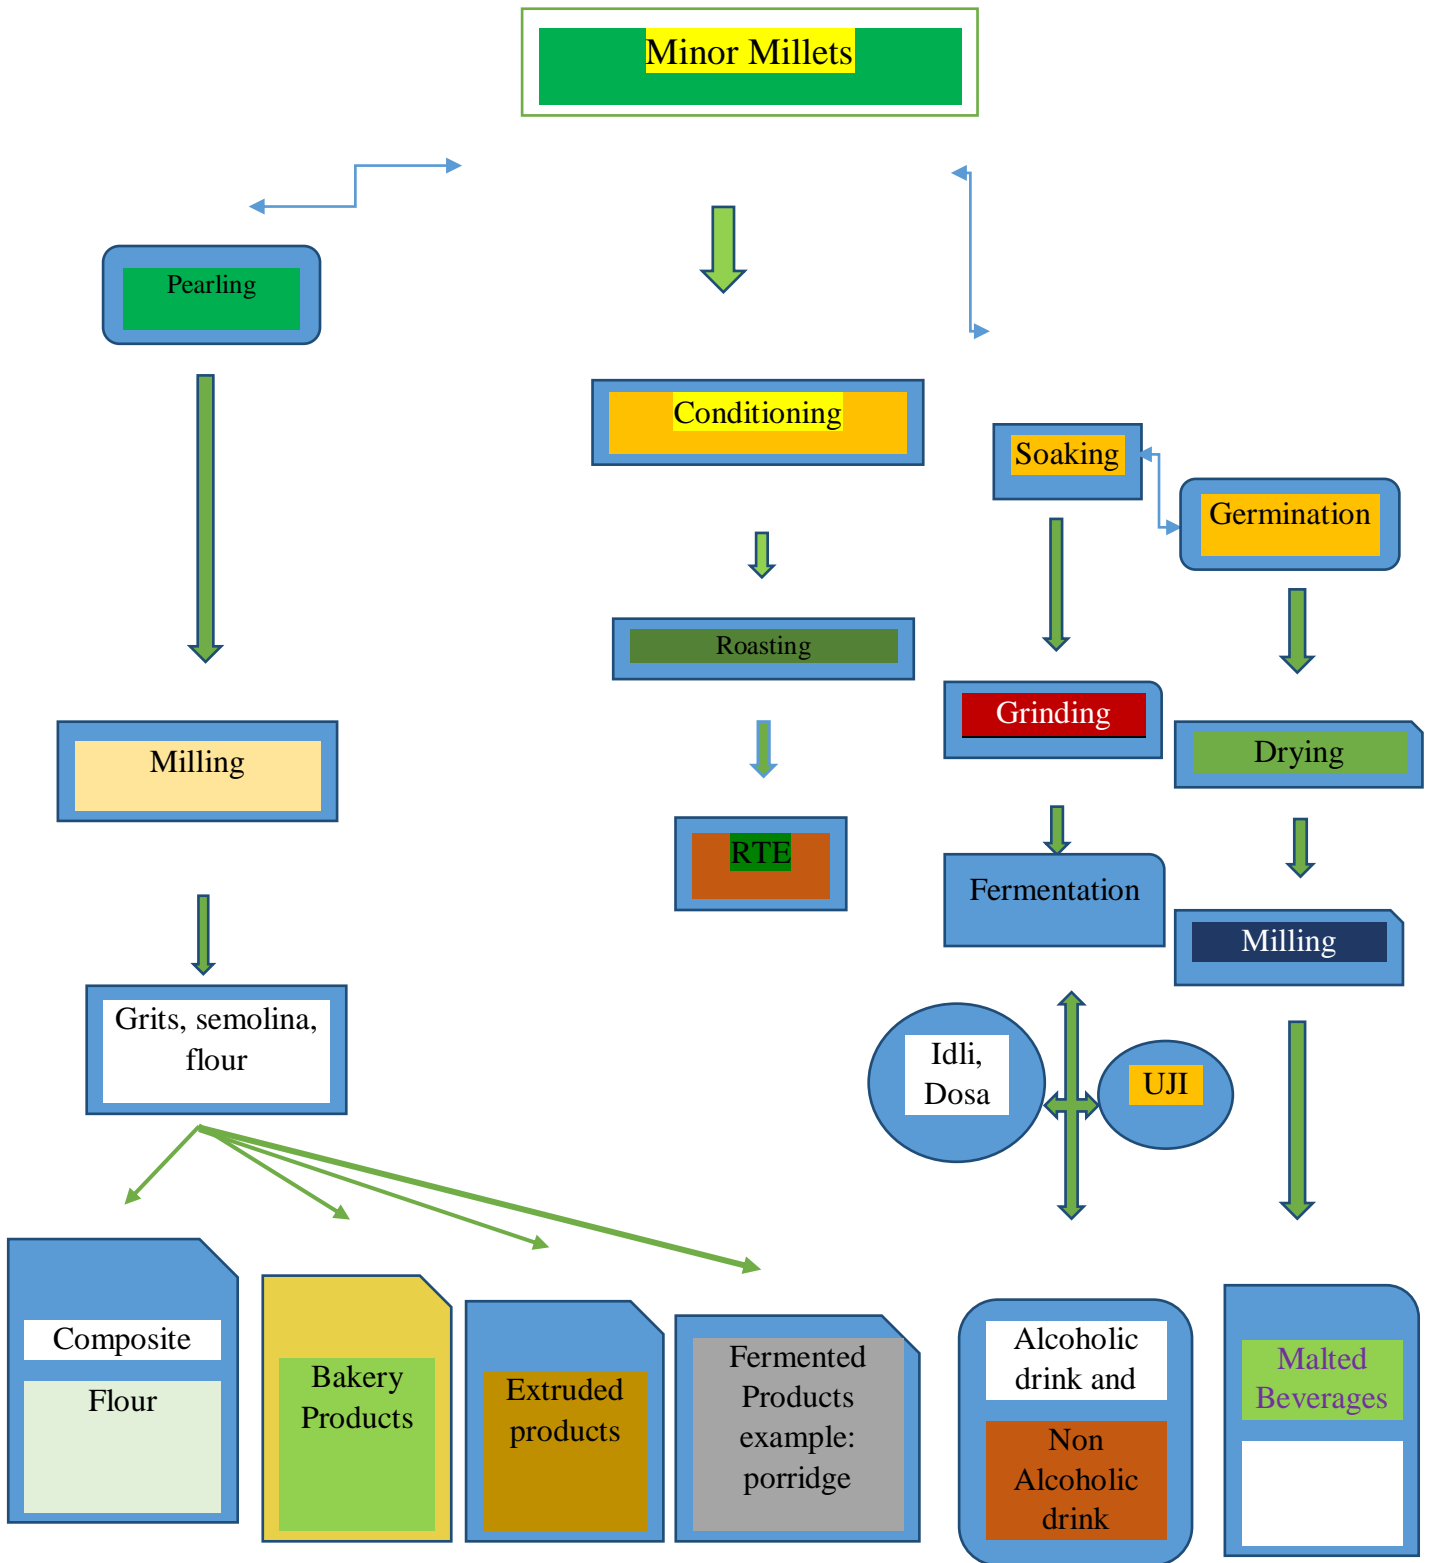 Minor Millets
Pearling
Conditioning
Soaking
Germination
Roasting
Grinding
Milling
Drying
RTE
Fermentation
Milling
Grits, semolina,
flour
Idli,
Dosa
UJI
Composite
Flour
Bakery
Products
Extruded
products
Fermented
Products
example:
porridge
Alcoholic
drink and
Non
Alcoholic
drink
Malted
Beverages